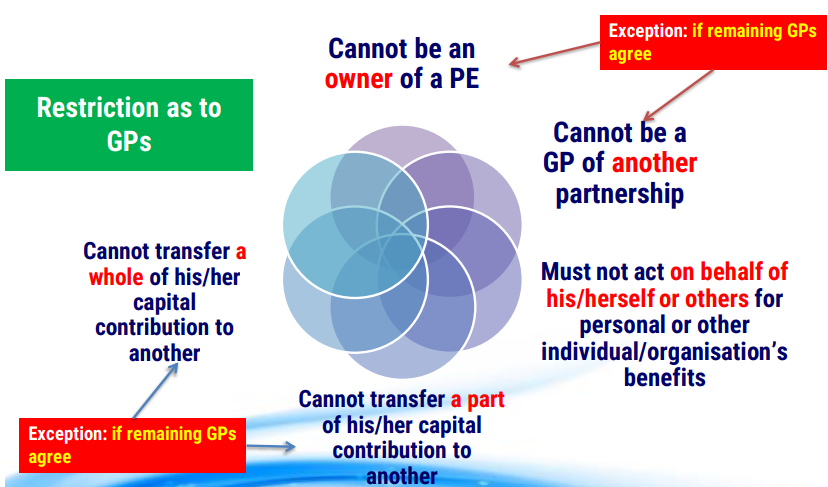 Cannot be an
owner of a PE
Exception: if remaining GPs
agree
Restriction as to
GPs
Cannot be a
GP of another
partnership
Cannot transfer a
whole of his/her
capital
contribution to
another
Must not act on behalf of
his/herself or others for
personal or other
individual/organisation's
benefits
Cannot transfer a part
of his/her capital
contribution to
another
Exception: if remaining GPs
agree